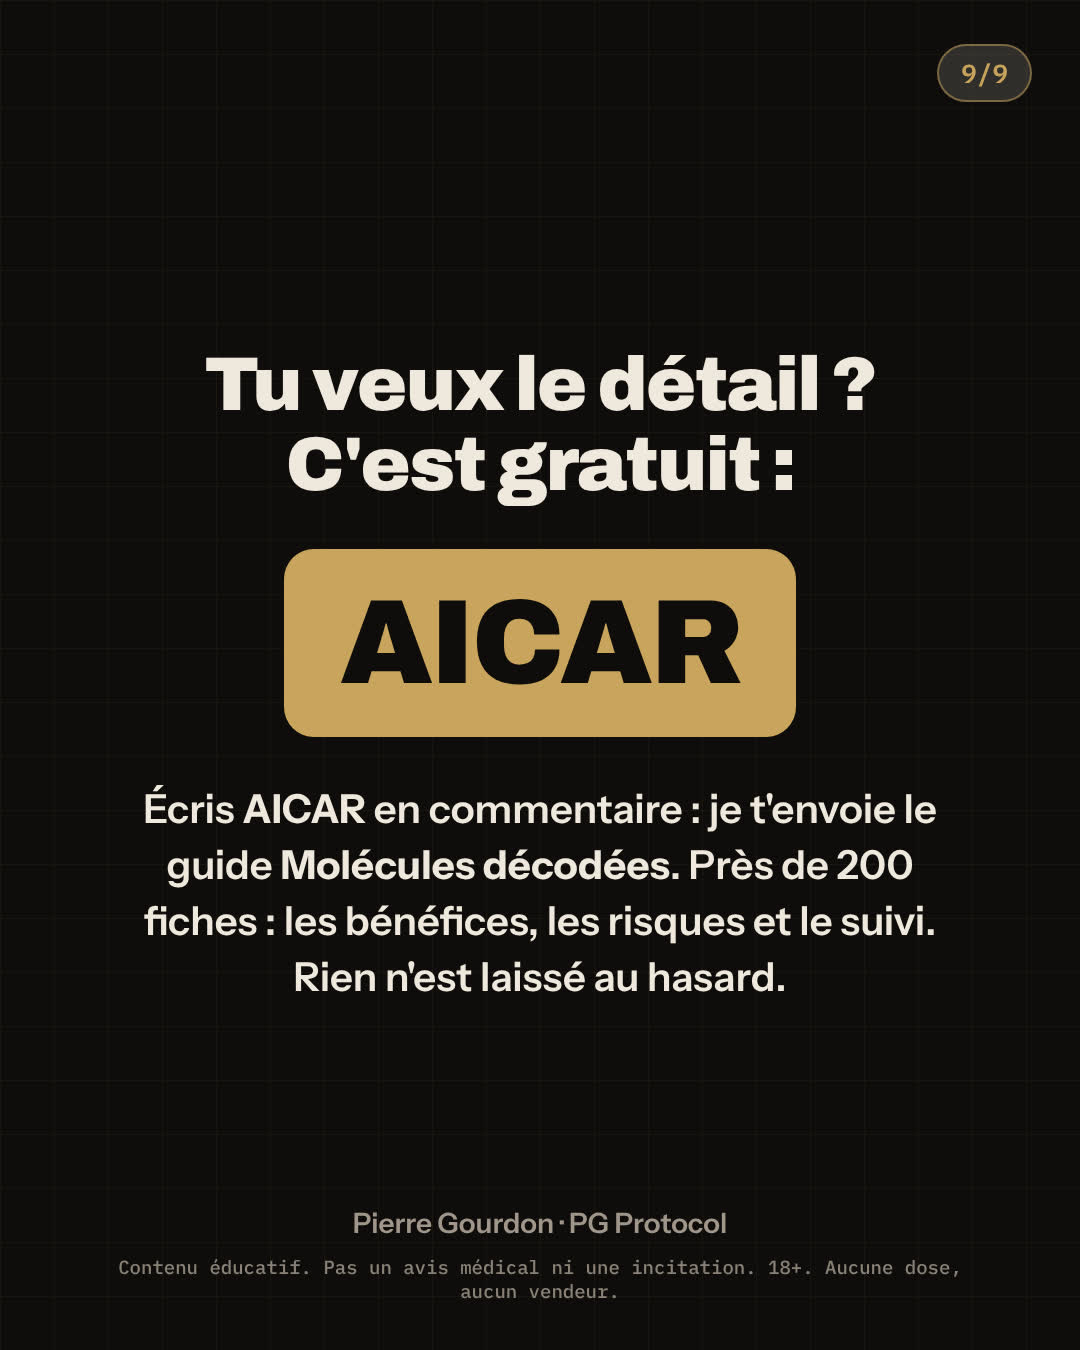 9/9
Tu veux le détail ?
C'est gratuit :
AICAR
Écris AICAR en commentaire : je t'envoie le
guide Molécules décodées. Près de 200
fiches : les bénéfices, les risques et le suivi.
Rien n'est laissé au hasard.
Pierre Gourdon · PG Protocol
Contenu éducatif. Pas un avis médical ni une incitation. 18+. Aucune dose,
aucun vendeur.